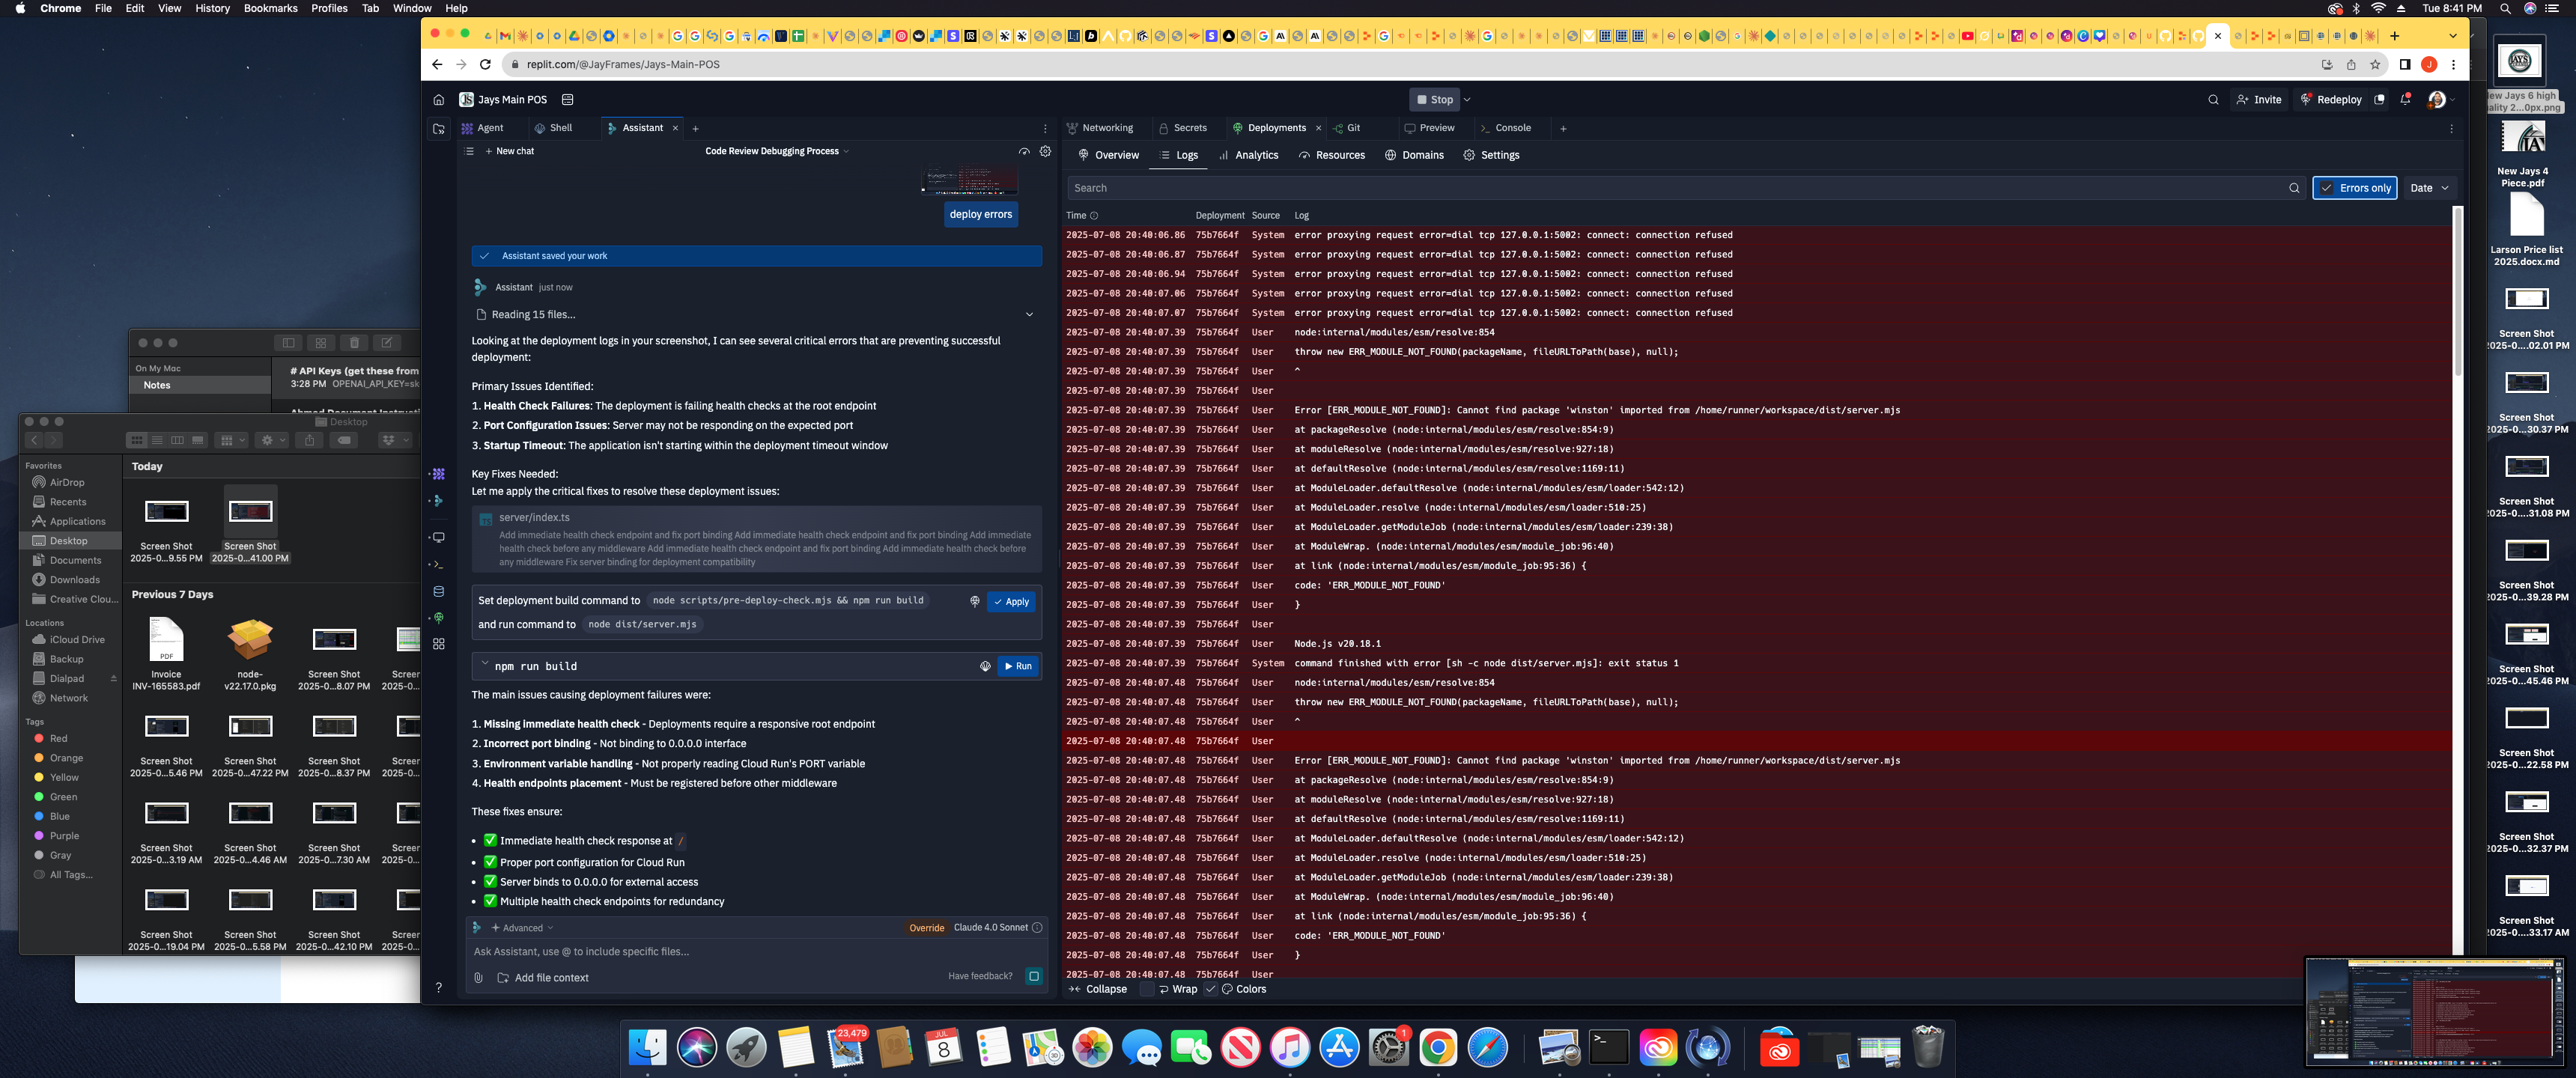 Chrome File Edit View History Bookmarks Profiles Tab Window Help
Tue 8:41 PM
replit.com/@JayFrames/Jays-Main-POS
Jays Main POS
Stop
Invite
Redeploy
Agent
Shell
Assistant
New chat
Code Review Debugging Process
deploy errors
Assistant saved your work
Assistant just now
Reading 15 files...
Looking at the deployment logs in your screenshot, I can see several critical errors that are preventing successful
deployment:
Primary Issues Identified:
1. Health Check Failures: The deployment is failing health checks at the root endpoint
2. Port Configuration Issues: Server may not be responding on the expected port
3. Startup Timeout: The application isn't starting within the deployment timeout window
Key Fixes Needed:
Let me apply the critical fixes to resolve these deployment issues:
server/index.ts
Add immediate health check endpoint and fix port binding Add immediate health check endpoint and fix port binding Add immediate
health check before any middleware Add immediate health check endpoint and fix port binding Add immediate health check before
any middleware Fix server binding for deployment compatibility
Set deployment build command to node scripts/pre-deploy-check.mjs && npm run build
Apply
and run command to node dist/server.mjs
npm run build
Run
The main issues causing deployment failures were:
1. Missing immediate health check - Deployments require a responsive root endpoint
2. Incorrect port binding - Not binding to 0.0.0.0 interface
3. Environment variable handling - Not properly reading Cloud Run's PORT variable
4. Health endpoints placement - Must be registered before other middleware
These fixes ensure:
• ✅ Immediate health check response at /
• ✅ Proper port configuration for Cloud Run
• ✅ Server binds to 0.0.0.0 for external access
• ✅ Multiple health check endpoints for redundancy
Advanced
Override Claude 4.0 Sonnet
Ask Assistant, use @ to include specific files...
Add file context
Have feedback?
Networking
Secrets
Deployments
Git
Preview
Console
Overview
Logs
Analytics
Resources
Domains
Settings
Search
Errors only
Date
Time Deployment Source Log
2025-07-08 20:40:06.86 75b7664f System error proxying request error=dial tcp 127.0.0.1:5002: connect: connection refused
2025-07-08 20:40:06.87 75b7664f System error proxying request error=dial tcp 127.0.0.1:5002: connect: connection refused
2025-07-08 20:40:06.94 75b7664f System error proxying request error=dial tcp 127.0.0.1:5002: connect: connection refused
2025-07-08 20:40:07.06 75b7664f System error proxying request error=dial tcp 127.0.0.1:5002: connect: connection refused
2025-07-08 20:40:07.07 75b7664f System error proxying request error=dial tcp 127.0.0.1:5002: connect: connection refused
2025-07-08 20:40:07.39 75b7664f User node:internal/modules/esm/resolve:854
2025-07-08 20:40:07.39 75b7664f User throw new ERR_MODULE_NOT_FOUND(packageName, fileURLToPath(base), null);
2025-07-08 20:40:07.39 75b7664f User ^
2025-07-08 20:40:07.39 75b7664f User
2025-07-08 20:40:07.39 75b7664f User Error [ERR_MODULE_NOT_FOUND]: Cannot find package 'winston' imported from /home/runner/workspace/dist/server.mjs
2025-07-08 20:40:07.39 75b7664f User at packageResolve (node:internal/modules/esm/resolve:854:9)
2025-07-08 20:40:07.39 75b7664f User at moduleResolve (node:internal/modules/esm/resolve:927:18)
2025-07-08 20:40:07.39 75b7664f User at defaultResolve (node:internal/modules/esm/resolve:1169:11)
2025-07-08 20:40:07.39 75b7664f User at ModuleLoader.defaultResolve (node:internal/modules/esm/loader:542:12)
2025-07-08 20:40:07.39 75b7664f User at ModuleLoader.resolve (node:internal/modules/esm/loader:510:25)
2025-07-08 20:40:07.39 75b7664f User at ModuleLoader.getModuleJob (node:internal/modules/esm/loader:239:38)
2025-07-08 20:40:07.39 75b7664f User at ModuleWrap. (node:internal/modules/esm/module_job:96:40)
2025-07-08 20:40:07.39 75b7664f User at link (node:internal/modules/esm/module_job:95:36) {
2025-07-08 20:40:07.39 75b7664f User code: 'ERR_MODULE_NOT_FOUND'
2025-07-08 20:40:07.39 75b7664f User }
2025-07-08 20:40:07.39 75b7664f User
2025-07-08 20:40:07.39 75b7664f User Node.js v20.18.1
2025-07-08 20:40:07.39 75b7664f System command finished with error [sh -c node dist/server.mjs]: exit status 1
2025-07-08 20:40:07.48 75b7664f User node:internal/modules/esm/resolve:854
2025-07-08 20:40:07.48 75b7664f User throw new ERR_MODULE_NOT_FOUND(packageName, fileURLToPath(base), null);
2025-07-08 20:40:07.48 75b7664f User ^
2025-07-08 20:40:07.48 75b7664f User
2025-07-08 20:40:07.48 75b7664f User Error [ERR_MODULE_NOT_FOUND]: Cannot find package 'winston' imported from /home/runner/workspace/dist/server.mjs
2025-07-08 20:40:07.48 75b7664f User at packageResolve (node:internal/modules/esm/resolve:854:9)
2025-07-08 20:40:07.48 75b7664f User at moduleResolve (node:internal/modules/esm/resolve:927:18)
2025-07-08 20:40:07.48 75b7664f User at defaultResolve (node:internal/modules/esm/resolve:1169:11)
2025-07-08 20:40:07.48 75b7664f User at ModuleLoader.defaultResolve (node:internal/modules/esm/loader:542:12)
2025-07-08 20:40:07.48 75b7664f User at ModuleLoader.resolve (node:internal/modules/esm/loader:510:25)
2025-07-08 20:40:07.48 75b7664f User at ModuleLoader.getModuleJob (node:internal/modules/esm/loader:239:38)
2025-07-08 20:40:07.48 75b7664f User at ModuleWrap. (node:internal/modules/esm/module_job:96:40)
2025-07-08 20:40:07.48 75b7664f User at link (node:internal/modules/esm/module_job:95:36) {
2025-07-08 20:40:07.48 75b7664f User code: 'ERR_MODULE_NOT_FOUND'
2025-07-08 20:40:07.48 75b7664f User }
2025-07-08 20:40:07.48 75b7664f User
Collapse
Wrap
Colors
On My Mac
Notes
# API Keys (get these from
3:28 PM OPENAI_API_KEY=sk
Desktop
Favorites
AirDrop
Recents
Applications
Desktop
Documents
Downloads
Creative Clou...
Locations
iCloud Drive
Backup
Dialpad
Network
Tags
Red
Orange
Yellow
Green
Blue
Purple
Gray
All Tags...
Today
Screen Shot
2025-0...9.55 PM
Screen Shot
2025-0...41.00 PM
Previous 7 Days
PDF
Invoice
INV-165583.pdf
node-
v22.17.0.pkg
Screen Shot
2025-0...8.07 PM
Screen Shot
2025-0...5.46 PM
Screen Shot
2025-0...47.22 PM
Screen Shot
2025-0...8.37 PM
Screen Shot
2025-0...3.19 AM
Screen Shot
2025-0...4.46 AM
Screen Shot
2025-0...7.30 AM
Screen Shot
2025-0...19.04 PM
Screen Shot
2025-0...5.58 PM
Screen Shot
2025-0...42.10 PM
JAYS
New Jays 6 high
2...0px.png
New Jays 4
Piece.pdf
Larson Price list
2025.docx.md
Screen Shot
2025-0....02.01 PM
Screen Shot
2025-0...30.37 PM
Screen Shot
2025-0....31.08 PM
Screen Shot
2025-0...39.28 PM
Screen Shot
2025-0...45.46 PM
Screen Shot
2025-0...22.58 PM
Screen Shot
2025-0...32.37 PM
Screen Shot
2025-0....33.17 AM
23,479
JUL
8
1